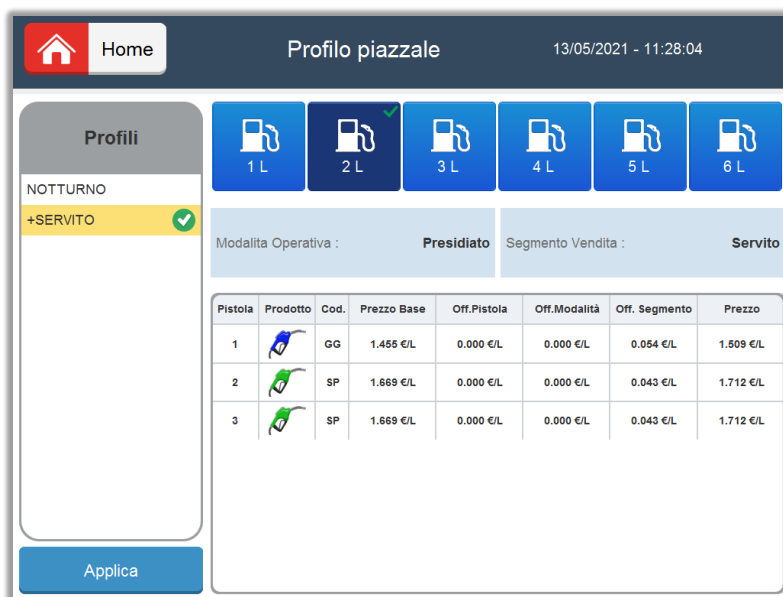 Home
Profilo piazzale
13/05/2021 - 11:28:04
Profili
NOTTURNO
+SERVITO
Applica
1 L
2 L
3 L
4 L
5 L
6 L
Modalita Operativa : Presidiato
Segmento Vendita : Servito
Pistola Prodotto Cod. Prezzo Base Off.Pistola Off.Modalità Off. Segmento Prezzo
1 GG 1.455 €/L 0.000 €/L 0.000 €/L 0.054 €/L 1.509 €/L
2 SP 1.669 €/L 0.000 €/L 0.000 €/L 0.043 €/L 1.712 €/L
3 SP 1.669 €/L 0.000 €/L 0.000 €/L 0.043 €/L 1.712 €/L